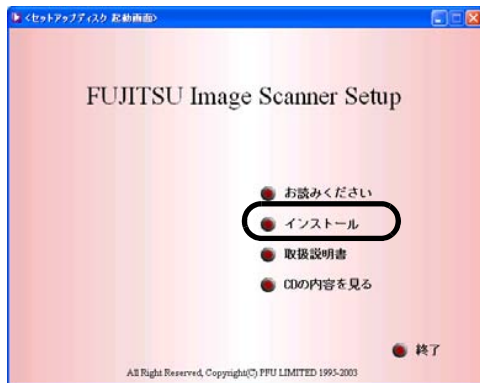 <セットアップディスク 起動画面>
FUJITSU Image Scanner Setup
お読みください
インストール
取扱説明書
CDの内容を見る
終了
All Right Reserved, Copyright(C) PFU LIMITED 1995-2003